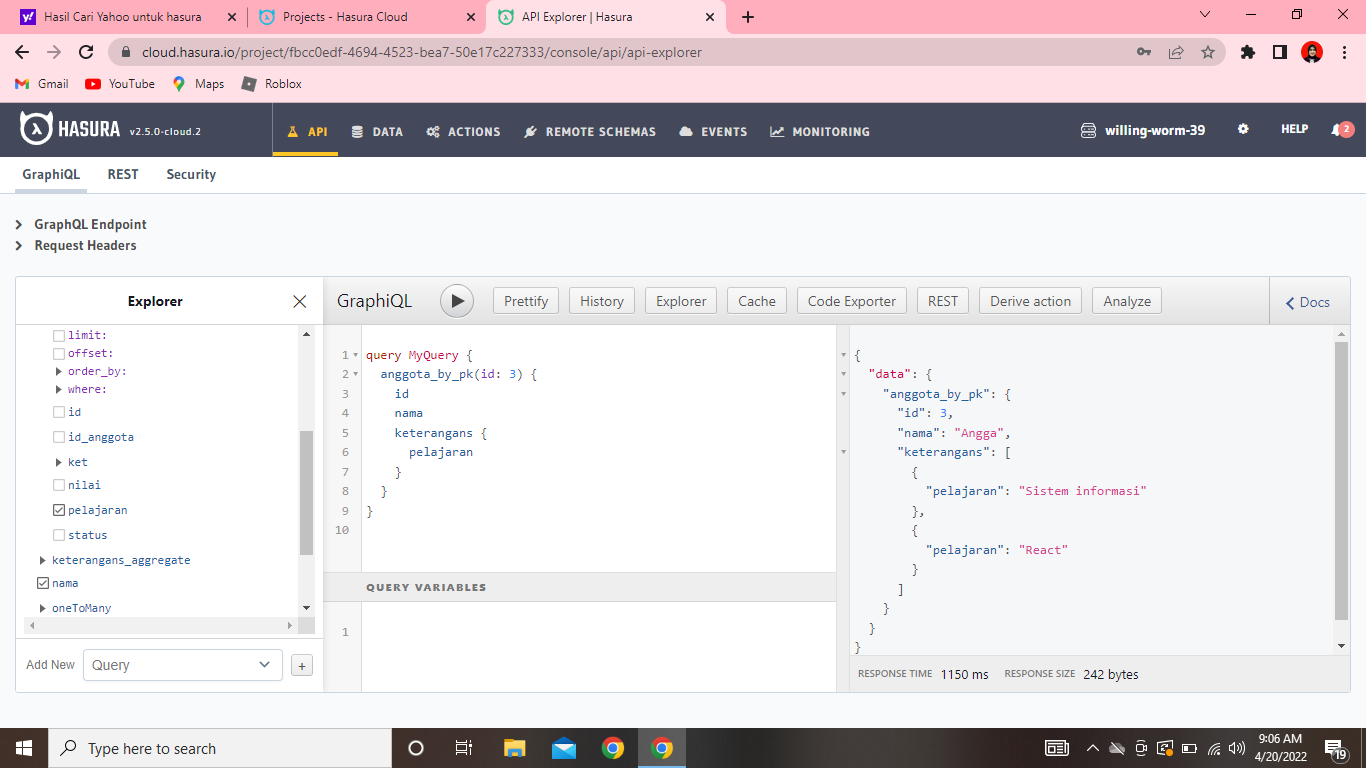 Hasil Cari Yahoo untuk hasura
Projects - Hasura Cloud
API Explorer | Hasura
cloud.hasura.io/project/fbcc0edf-4694-4523-bea7-50e17c227333/console/api/api-explorer
Gmail YouTube Maps Roblox
HASURA v2.5.0-cloud.2 API DATA ACTIONS REMOTE SCHEMAS EVENTS MONITORING willing-worm-39 HELP 2
GraphiQL REST Security
GraphQL Endpoint
Request Headers
Explorer
limit:
offset:
order_by:
where:
id
id_anggota
ket
nilai
pelajaran
status
keterangans_aggregate
nama
oneToMany
Add New Query +
GraphiQL Prettify History Explorer Cache Code Exporter REST Derive action Analyze Docs
1 query MyQuery {
2 anggota_by_pk(id: 3) {
3 id
4 nama
5 keterangans {
6 pelajaran
7 }
8 }
9 }
10
QUERY VARIABLES
1
{
"data": {
"anggota_by_pk": {
"id": 3,
"nama": "Angga",
"keterangans": [
{
"pelajaran": "Sistem informasi"
},
{
"pelajaran": "React"
}
]
}
}
}
RESPONSE TIME 1150 ms RESPONSE SIZE 242 bytes
Type here to search
9:06 AM
4/20/2022
19